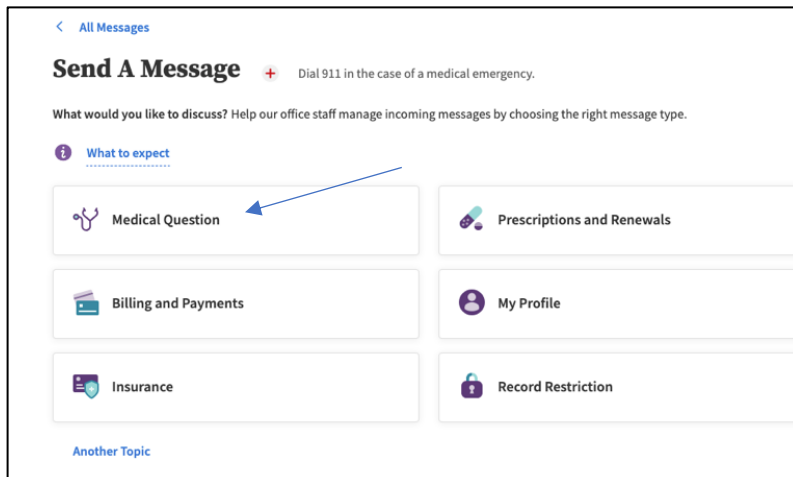 All Messages
Send A Message
Dial 911 in the case of a medical emergency.
What would you like to discuss? Help our office staff manage incoming messages by choosing the right message type.
What to expect
Medical Question
Prescriptions and Renewals
Billing and Payments
My Profile
Insurance
Record Restriction
Another Topic